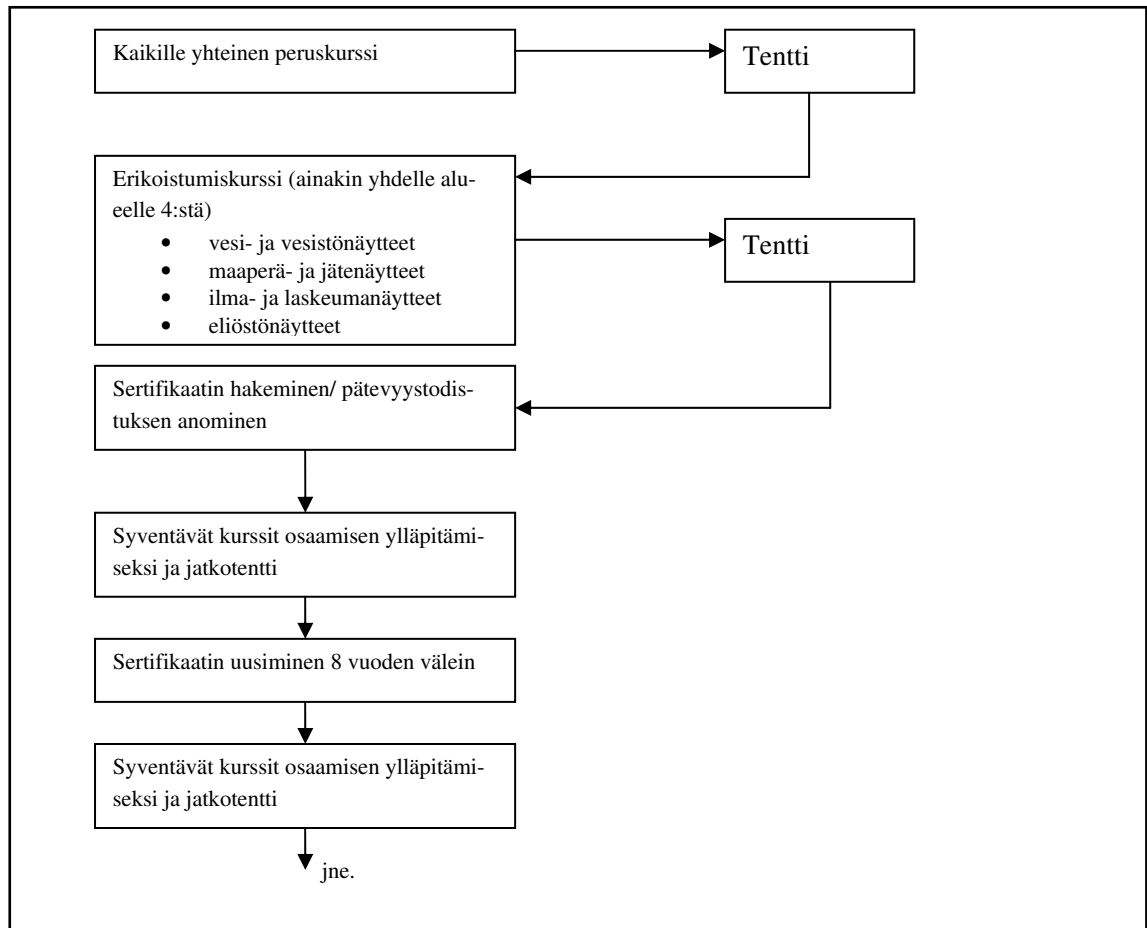 Kaikille yhteinen peruskurssi
Tentti
Erikoistumiskurssi (ainakin yhdelle alu-
eelle 4:stä)
• vesi- ja vesistönäytteet
• maaperä- ja jätenäytteet
• ilma- ja laskeumanäytteet
• eliöstönäytteet
Tentti
Sertifikaatin hakeminen/ pätevyystodis-
tuksen anominen
Syventävät kurssit osaamisen ylläpitämi-
seksi ja jatkotentti
Sertifikaatin uusiminen 8 vuoden välein
Syventävät kurssit osaamisen ylläpitämi-
seksi ja jatkotentti
jne.